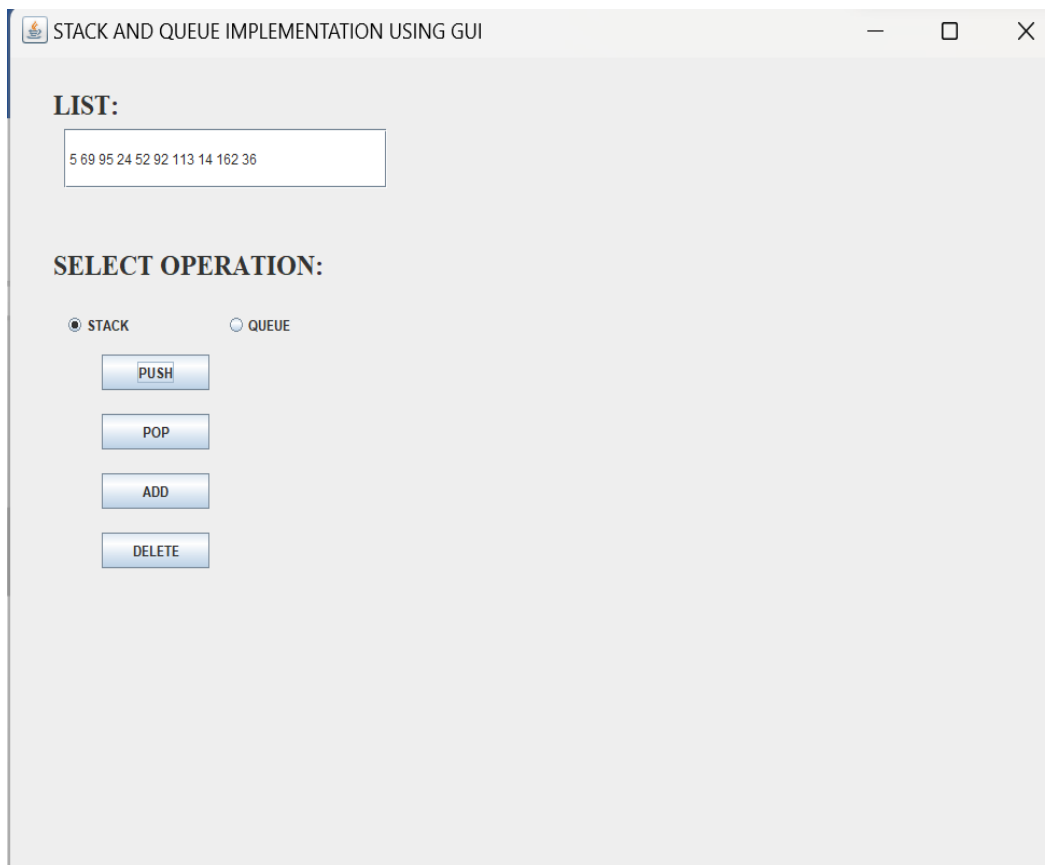 STACK AND QUEUE IMPLEMENTATION USING GUI
LIST:
5 69 95 24 52 92 113 14 162 36
SELECT OPERATION:
STACK QUEUE
PUSH
POP
ADD
DELETE